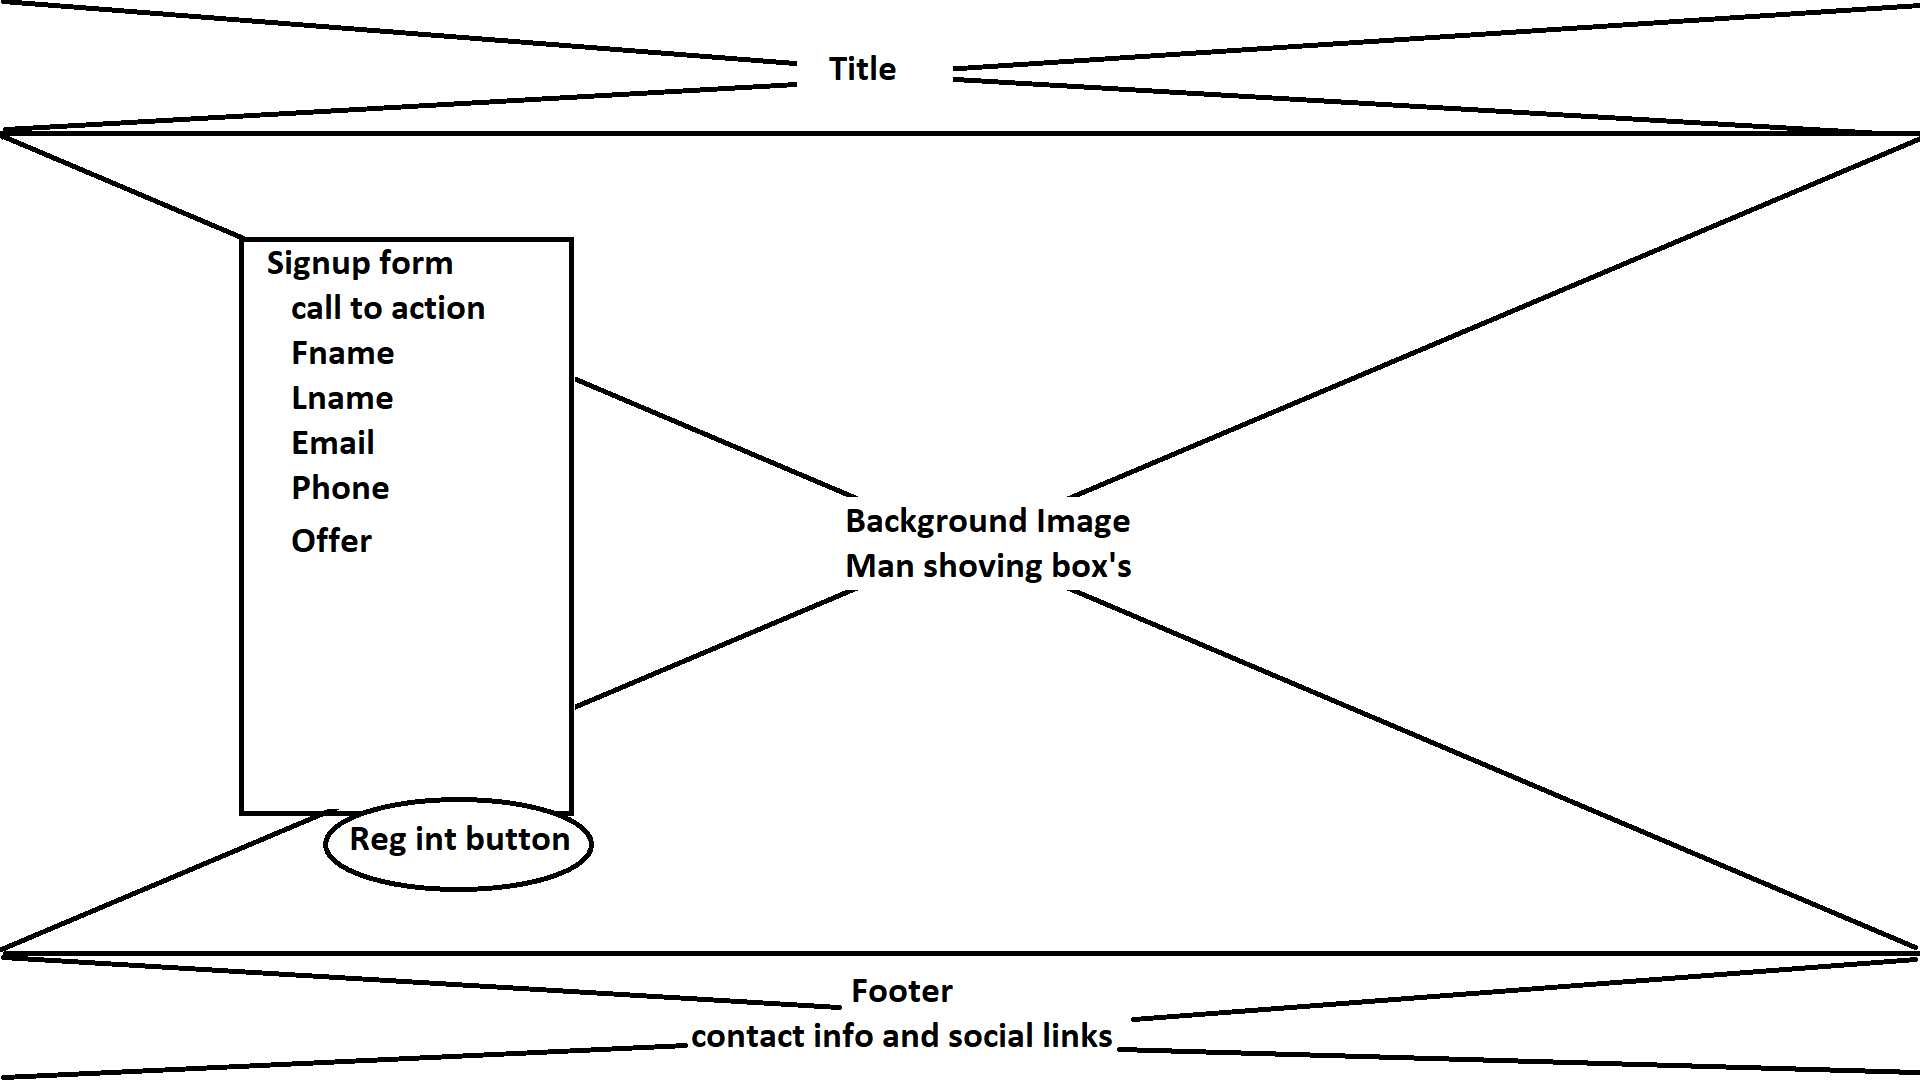 Title
Signup form
call to action
Fname
Lname
Email
Phone
Offer
Background Image
Man shoving box's
Reg int button
Footer
contact info and social links